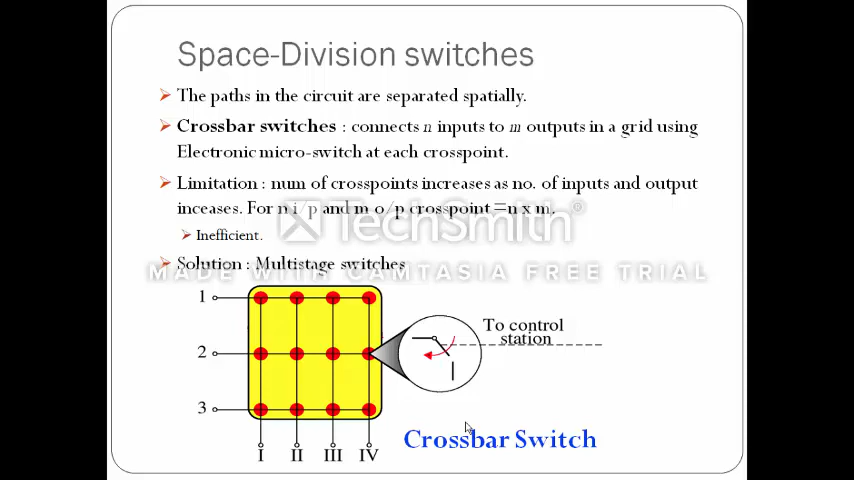 Space-Division switches
The paths in the circuit are separated spatially.
Crossbar switches : connects n inputs to m outputs in a grid using
Electronic micro-switch at each crosspoint.
Limitation : num of crosspoints increases as no. of inputs and output
inceases. For n i/p and m o/p crosspoint=n x m.
TechSmith®
Inefficient.
Solution : Multistage switches
MADE WITH CAMTASIA FREE TRIAL
1
2
3
To control
station
Crossbar Switch
I II III IV